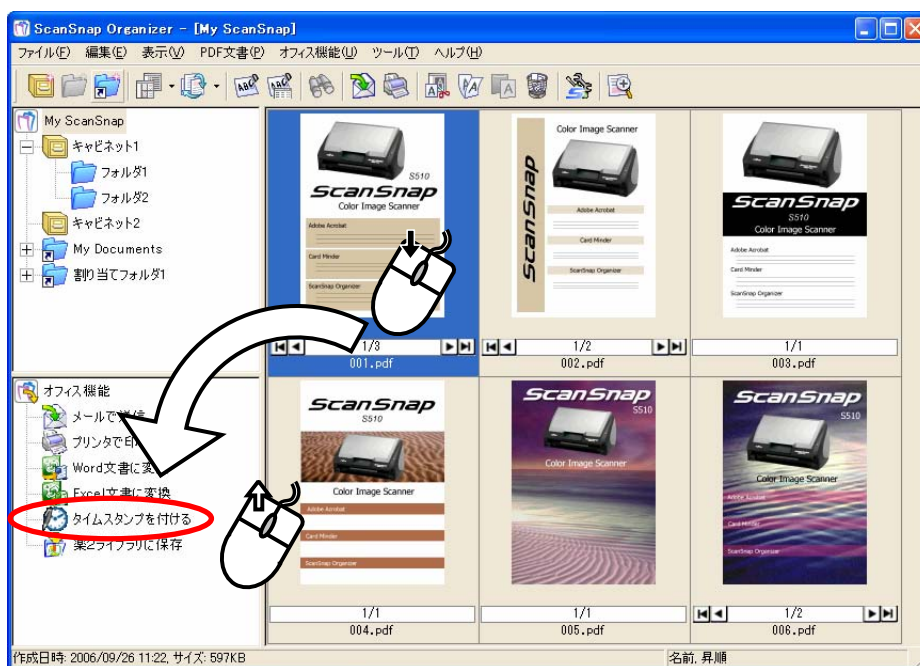 ScanSnap Organizer - [My ScanSnap]
ファイル(F) 編集(E) 表示(V) PDF文書(P) オフィス機能(U) ツール(T) ヘルプ(H)
My ScanSnap
キャビネット1
フォルダ1
フォルダ2
キャビネット2
My Documents
割り当てフォルダ1
S510
ScanSnap
Color Image Scanner
Adobe Acrobat
Card Minder
ScanSnap Organizer
1/3
001.pdf
Color Image Scanner
ScanSnap
Adobe Acrobat
Card Minder
ScanSnap Organizer
1/2
002.pdf
ScanSnap
S510
Color Image Scanner
Adobe Acrobat
Card Minder
ScanSnap Organizer
1/1
003.pdf
オフィス機能
メールで
プリンタで
Word文書に変
Excel文書に変換
タイムスタンプを付ける
楽2ライブラリに保存
ScanSnap
S510
Color Image Scanner
Adobe Acrobat
Card Minder
ScanSnap Organizer
1/1
004.pdf
ScanSnap
S510
Color Image Scanner
1/1
005.pdf
ScanSnap
S510
Color Image Scanner
Adobe Acrobat
Card Minder
ScanSnap Organizer
1/2
006.pdf
作成日時: 2006/09/26 11:22, サイズ: 597KB
名前, 昇順